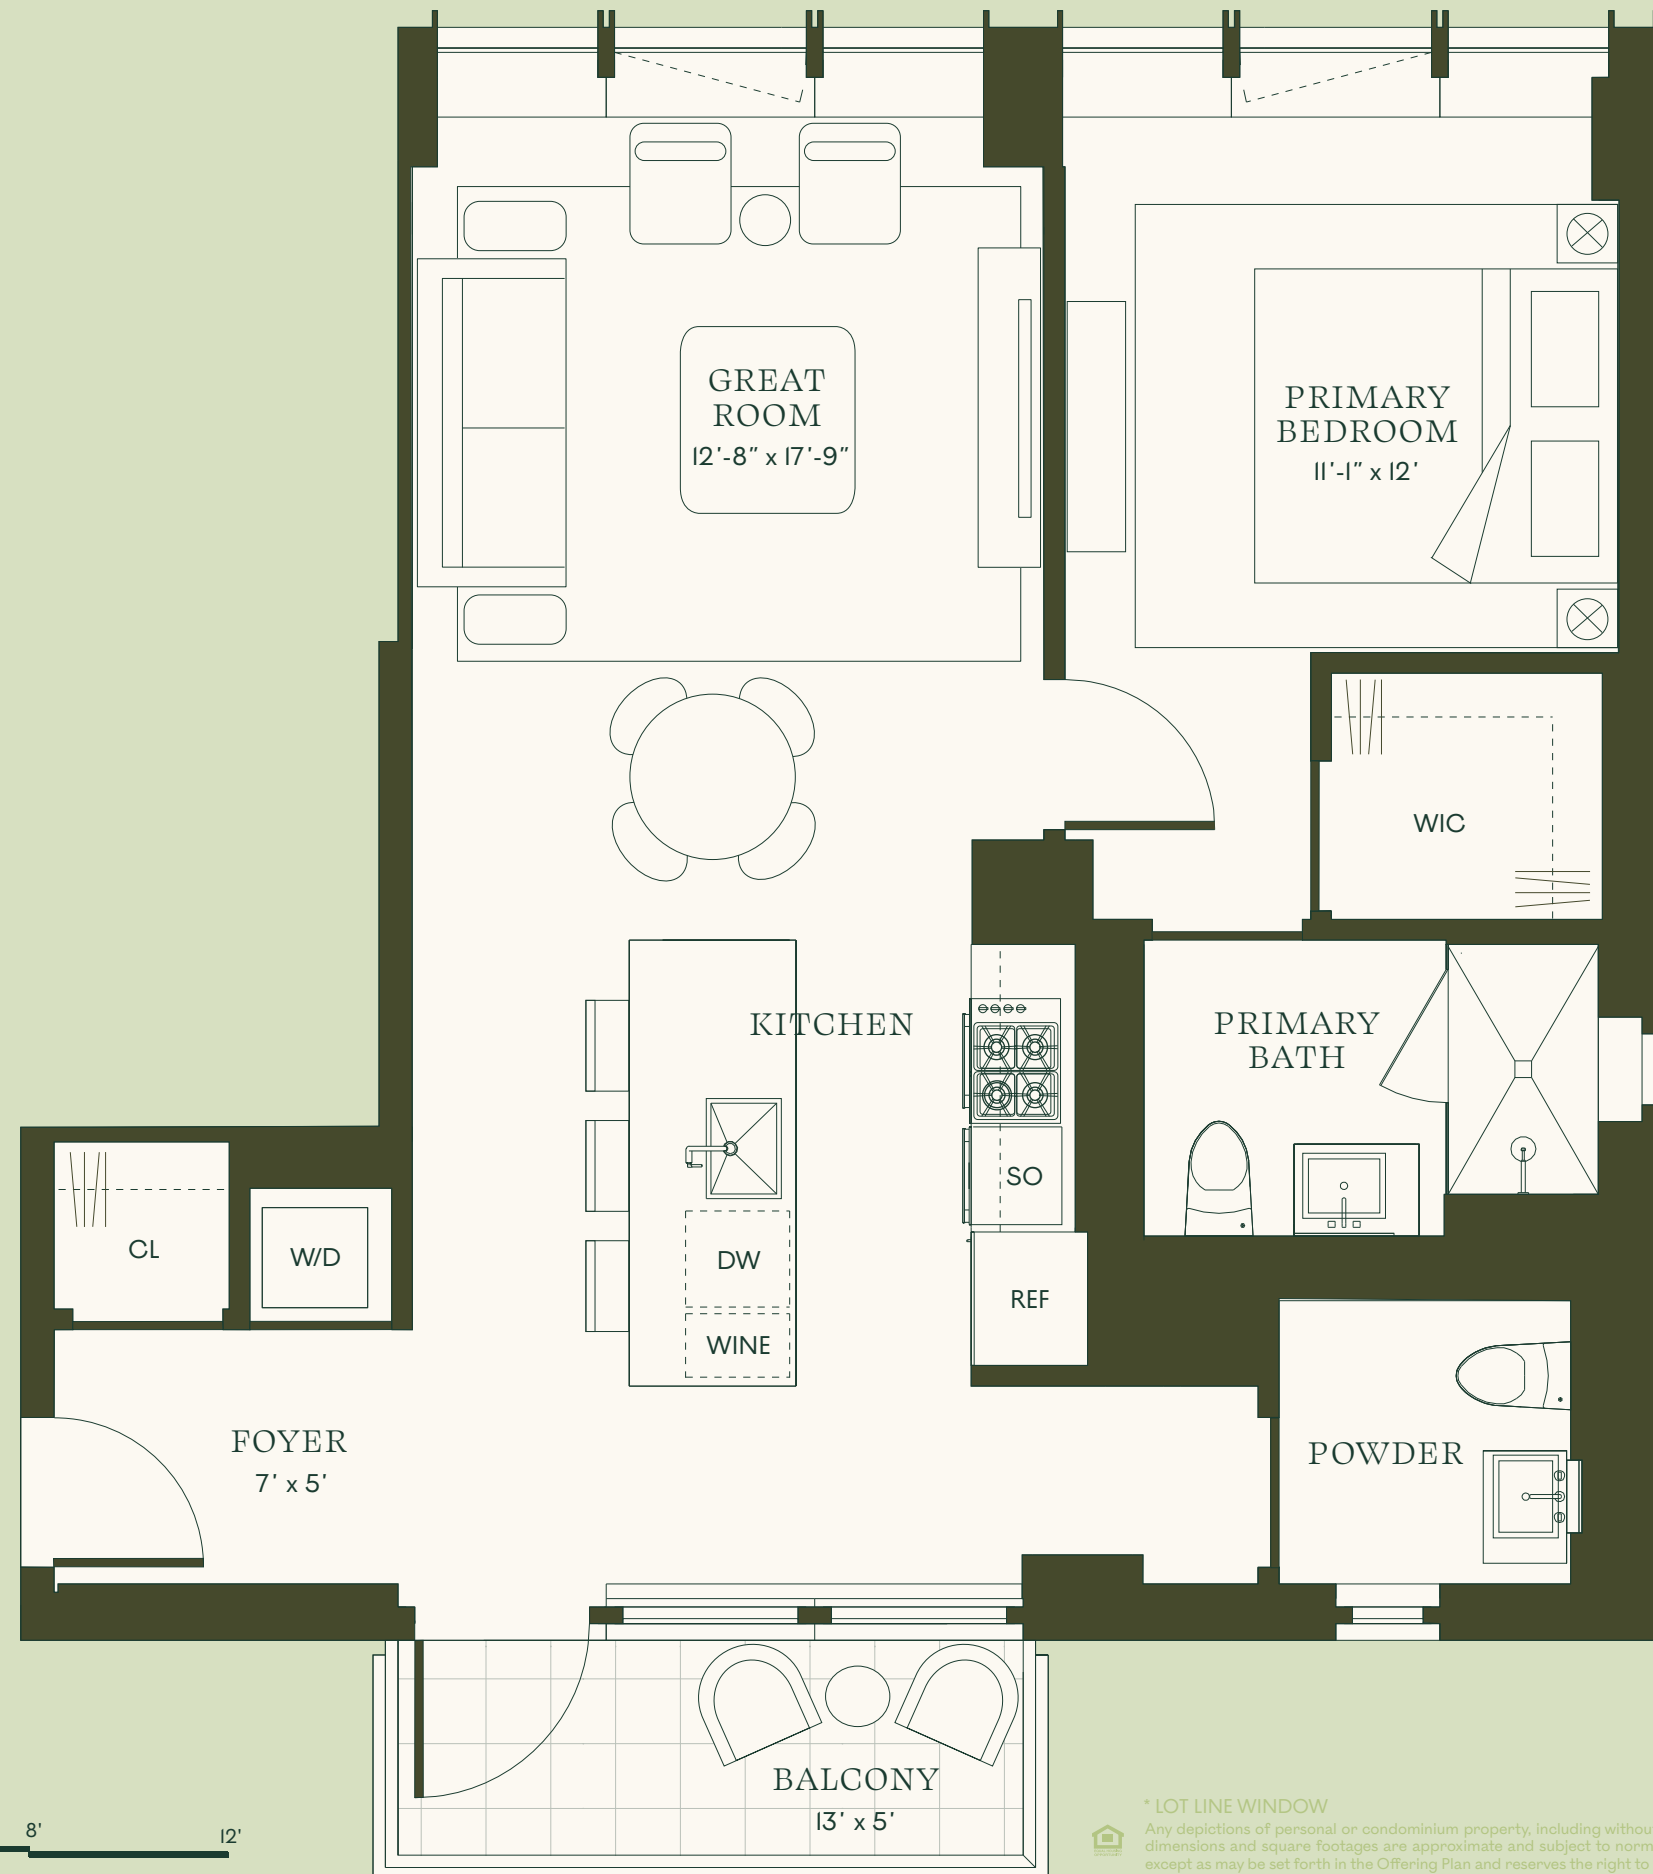 GREAT
ROOM
12'-8" x 17'-9"
PRIMARY
BEDROOM
11'-1" x 12'
WIC
KITCHEN
PRIMARY
BATH
SO
DW
REF
WINE
CL
W/D
FOYER
7' x 5'
POWDER
BALCONY
13' x 5'
8' 12'
* LOT LINE WINDOW
Any depictions of personal or condominium property, including
dimensions and square footages are approximate and subject to
except as may be set forth in the Offering Plan and reserves the right to